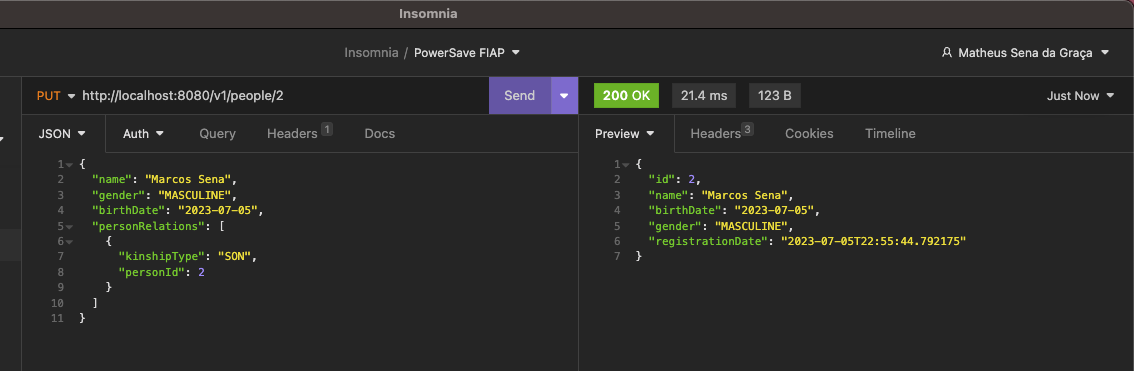 Insomnia
Insomnia / PowerSave FIAP
Matheus Sena da Graça
PUT http://localhost:8080/v1/people/2 Send
200 OK 21.4 ms 123 B Just Now
JSON Auth Query Headers 1 Docs
Preview Headers 3 Cookies Timeline
1 {
2 "name": "Marcos Sena",
3 "gender": "MASCULINE",
4 "birthDate": "2023-07-05",
5 "personRelations": [
6 {
7 "kinshipType": "SON",
8 "personId": 2
9 }
10 ]
11 }
1 {
2 "id": 2,
3 "name": "Marcos Sena",
4 "birthDate": "2023-07-05",
5 "gender": "MASCULINE",
6 "registrationDate": "2023-07-05T22:55:44.792175"
7 }